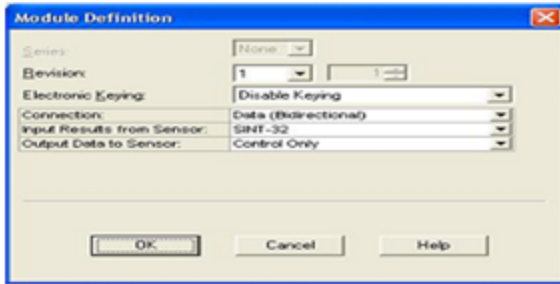 Module Definition
Series: None
Revision: 1 1
Electronic Keying: Disable Keying
Connection: Data (Bidirectional)
Input Results from Sensor: SINT-32
Output Data to Sensor: Control Only
OK Cancel Help